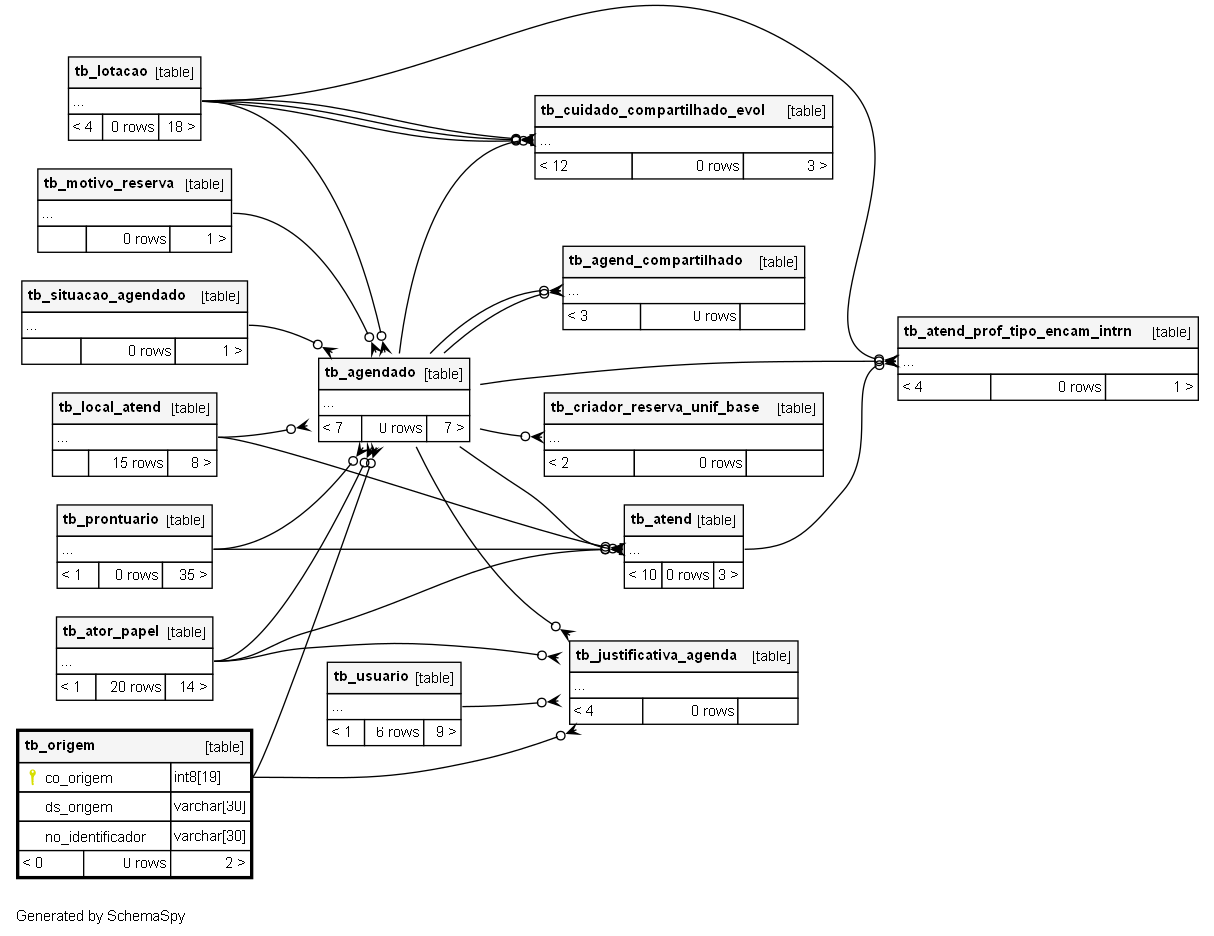 tb_lotacao [table]
...
< 4 0 rows 18 >
tb_cuidado_compartilhado_evol [table]
...
< 12 0 rows 3 >
tb_motivo_reserva [table]
...
0 rows 1 >
tb_agend_compartilhado [table]
...
< 3 0 rows
tb_situacao_agendado [table]
...
0 rows 1 >
tb_atend_prof_tipo_encam_intrn [table]
...
< 4 0 rows 1 >
tb_agendado [table]
...
< 7 0 rows 7 >
tb_local_atend [table]
...
15 rows 8 >
tb_criador_reserva_unif_base [table]
...
< 2 0 rows
tb_prontuario [table]
...
< 1 0 rows 35 >
tb_atend [table]
...
< 10 0 rows 3 >
tb_ator_papel [table]
...
< 1 20 rows 14 >
tb_justificativa_agenda [table]
...
< 4 0 rows
tb_usuario [table]
...
< 1 6 rows 9 >
tb_origem [table]
co_origem int8[19]
ds_origem varchar[30]
no_identificador varchar[30]
< 0 0 rows 2 >
Generated by SchemaSpy